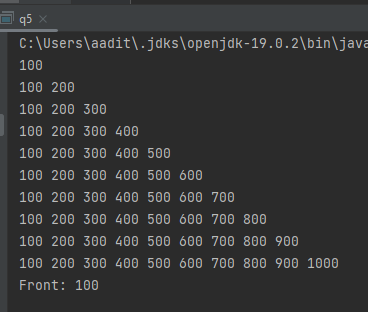 q5
C:\Users\aadit\.jdks\openjdk-19.0.2\bin\java
100
100 200
100 200 300
100 200 300 400
100 200 300 400 500
100 200 300 400 500 600
100 200 300 400 500 600 700
100 200 300 400 500 600 700 800
100 200 300 400 500 600 700 800 900
100 200 300 400 500 600 700 800 900 1000
Front: 100